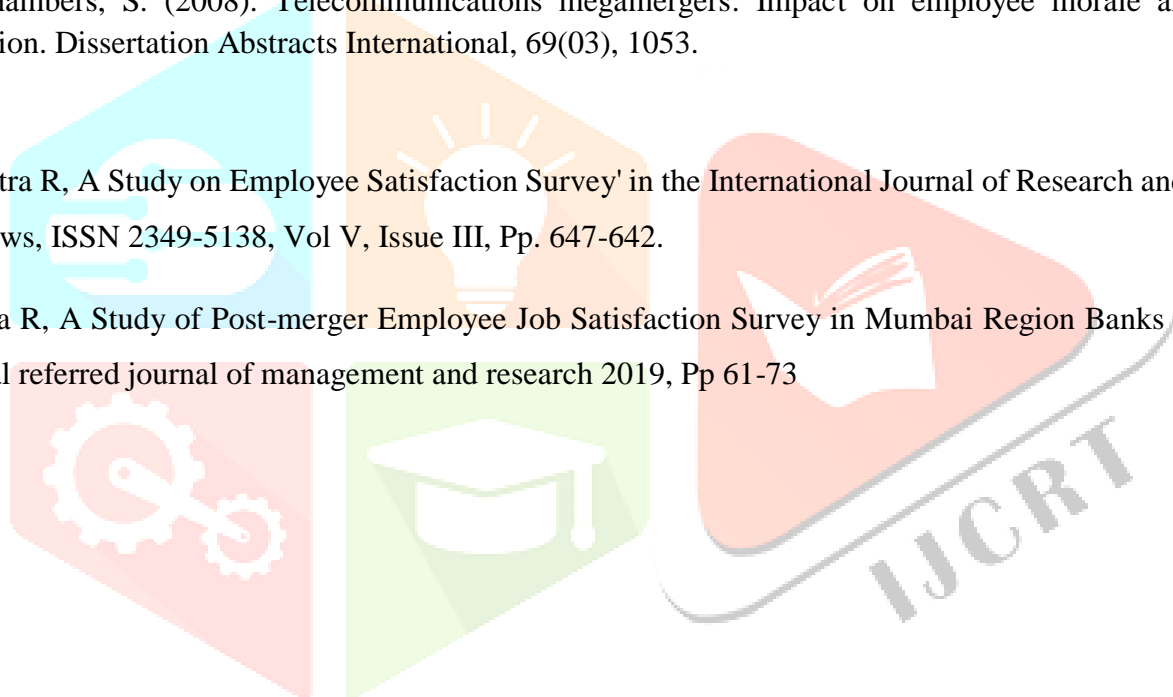 ambers, S. (2008). Telecommunications megamergers: Impact on employee morale a
ion. Dissertation Abstracts International, 69(03), 1053.
tra R, A Study on Employee Satisfaction Survey' in the International Journal of Research and
ws, ISSN 2349-5138, Vol V, Issue III, Pp. 647-642.
a R, A Study of Post-merger Employee Job Satisfaction Survey in Mumbai Region Banks
l referred journal of management and research 2019, Pp 61-73
IJCRT